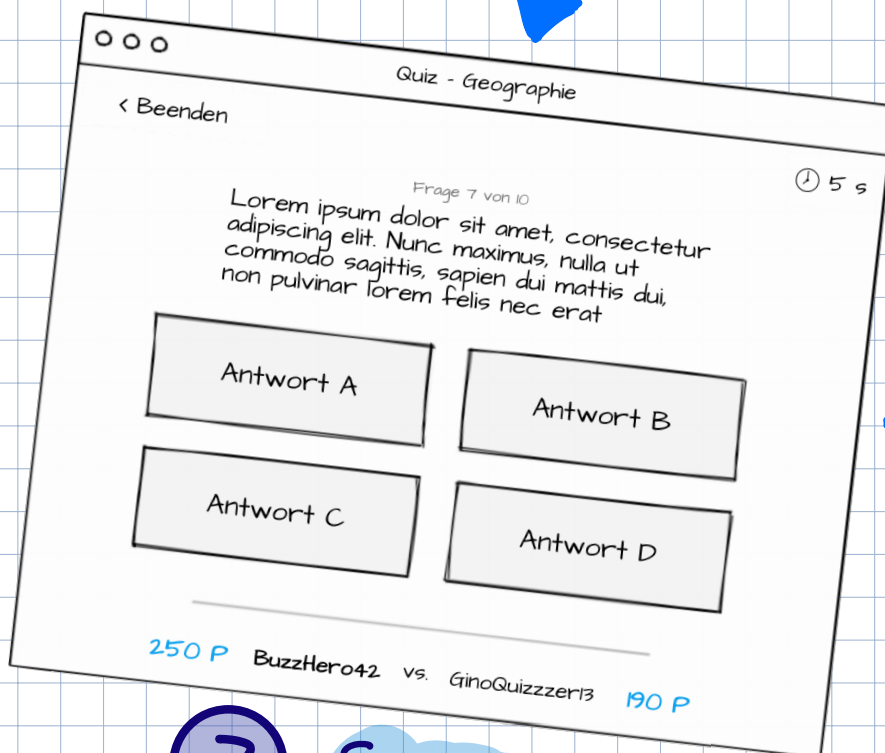 Quiz - Geographie
< Beenden
5 s
Frage 7 von 10
Lorem ipsum dolor sit amet, consectetur
adipiscing elit. Nunc maximus, nulla ut
commodo sagittis, sapien dui mattis dui,
non pulvinar lorem felis nec erat
Antwort A
Antwort B
Antwort C
Antwort D
250 P BuzzHero42 vs. GinoQuizzzer13 190 P